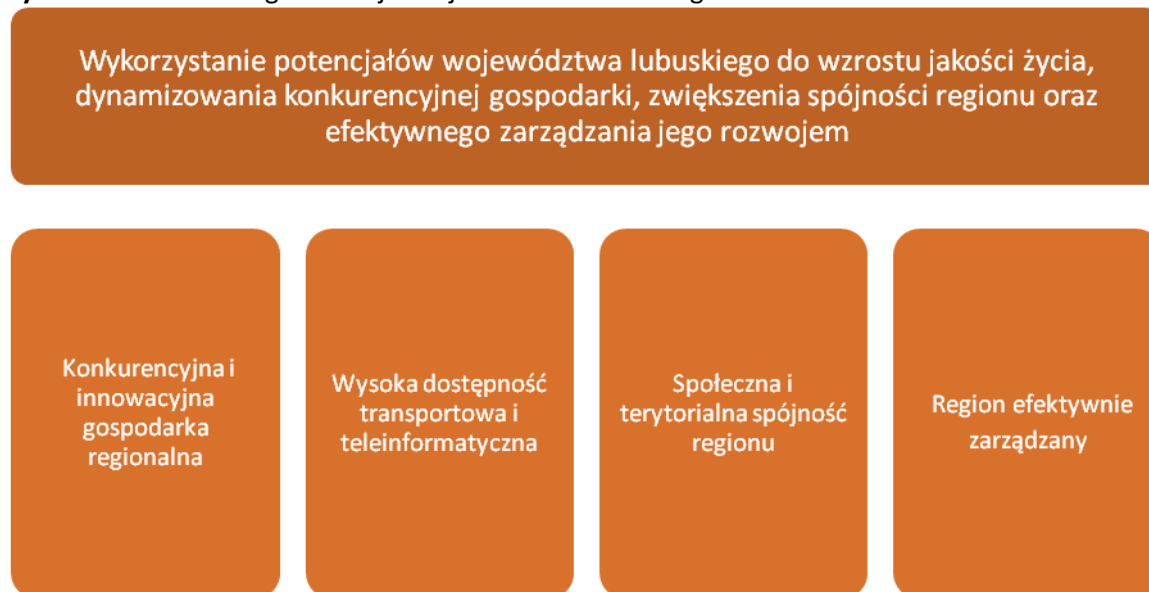 Wykorzystanie potencjałów województwa lubuskiego do wzrostu jakości życia,
dynamizowania konkurencyjnej gospodarki, zwiększenia spójności regionu oraz
efektywnego zarządzania jego rozwojem
Konkurencyjna i
innowacyjna
gospodarka
regionalna
Wysoka dostępność
transportowa i
teleinformatyczna
Społeczna i
terytorialna spójność
regionu
Region efektywnie
zarządzany